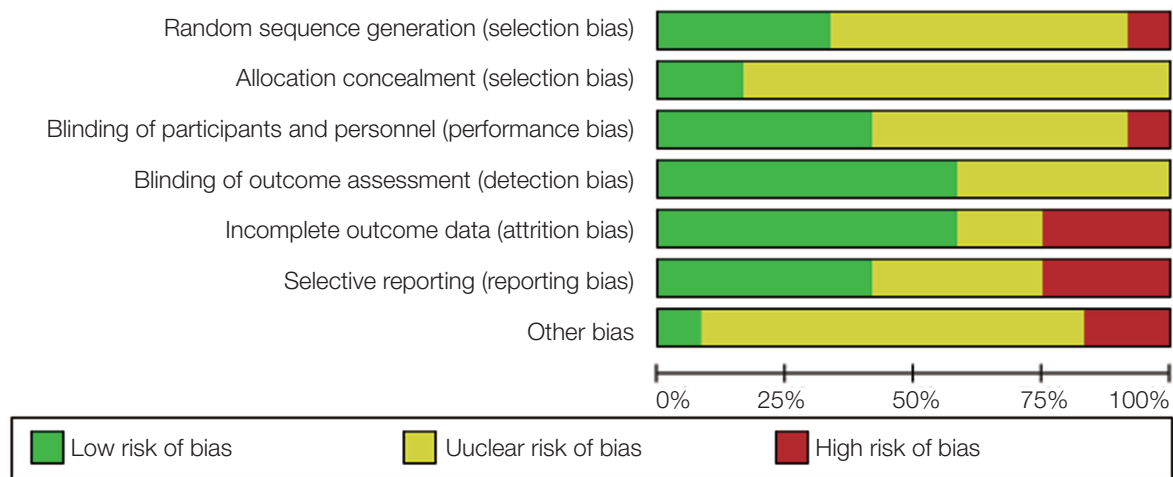 Random sequence generation (selection bias)
Allocation concealment (selection bias)
Blinding of participants and personnel (performance bias)
Blinding of outcome assessment (detection bias)
Incomplete outcome data (attrition bias)
Selective reporting (reporting bias)
Other bias
0% 25% 50% 75% 100%
Low risk of bias Uuclear risk of bias High risk of bias